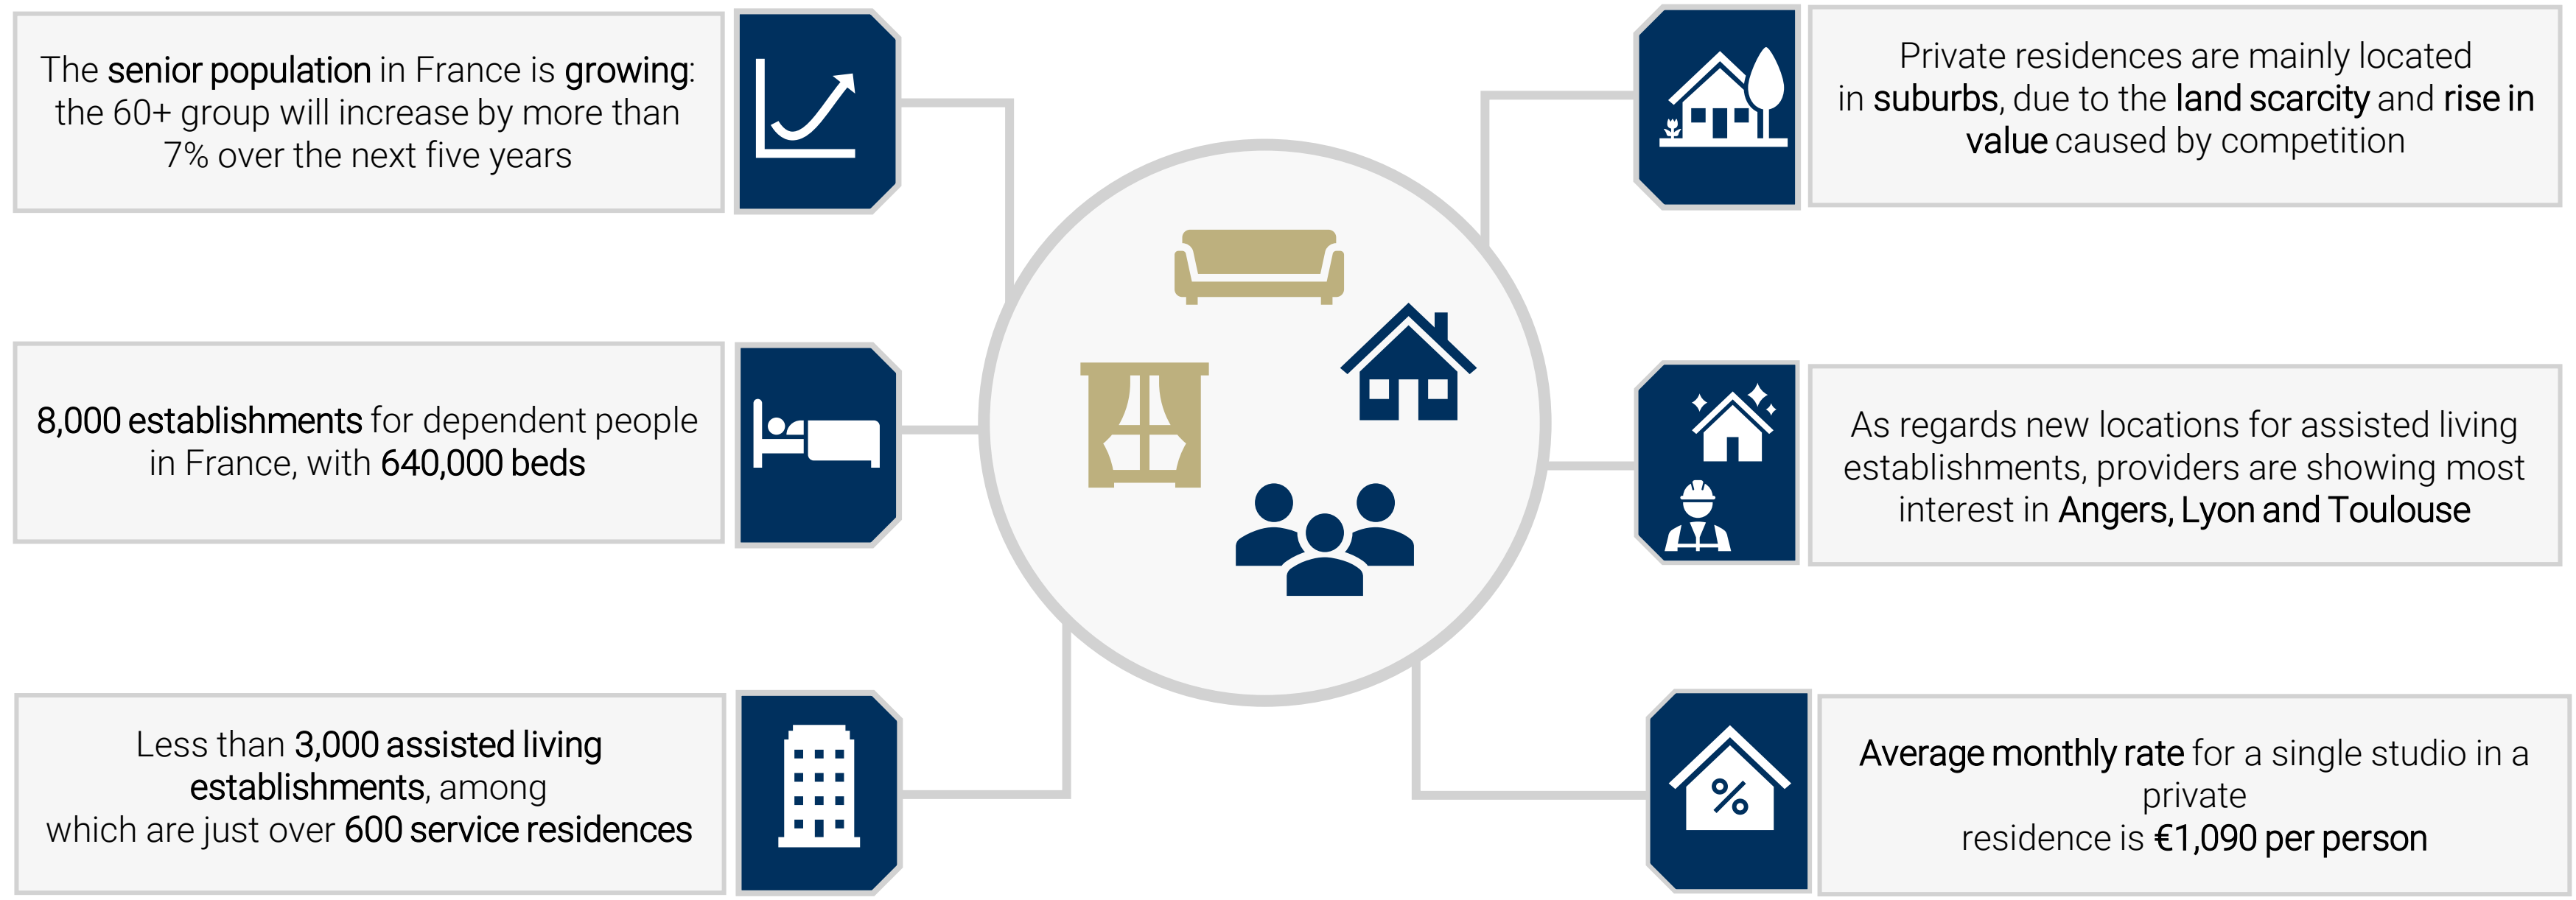 The senior population in France is growing:
the 60+ group will increase by more than
7% over the next five years
8,000 establishments for dependent people
in France, with 640,000 beds
Less than 3,000 assisted living
establishments, among
which are just over 600 service residences
Private residences are mainly located
in suburbs, due to the land scarcity and rise in
value caused by competition
As regards new locations for assisted living
establishments, providers are showing most
interest in Angers, Lyon and Toulouse
%
Average monthly rate for a single studio in a
private
residence is €1,090 per person